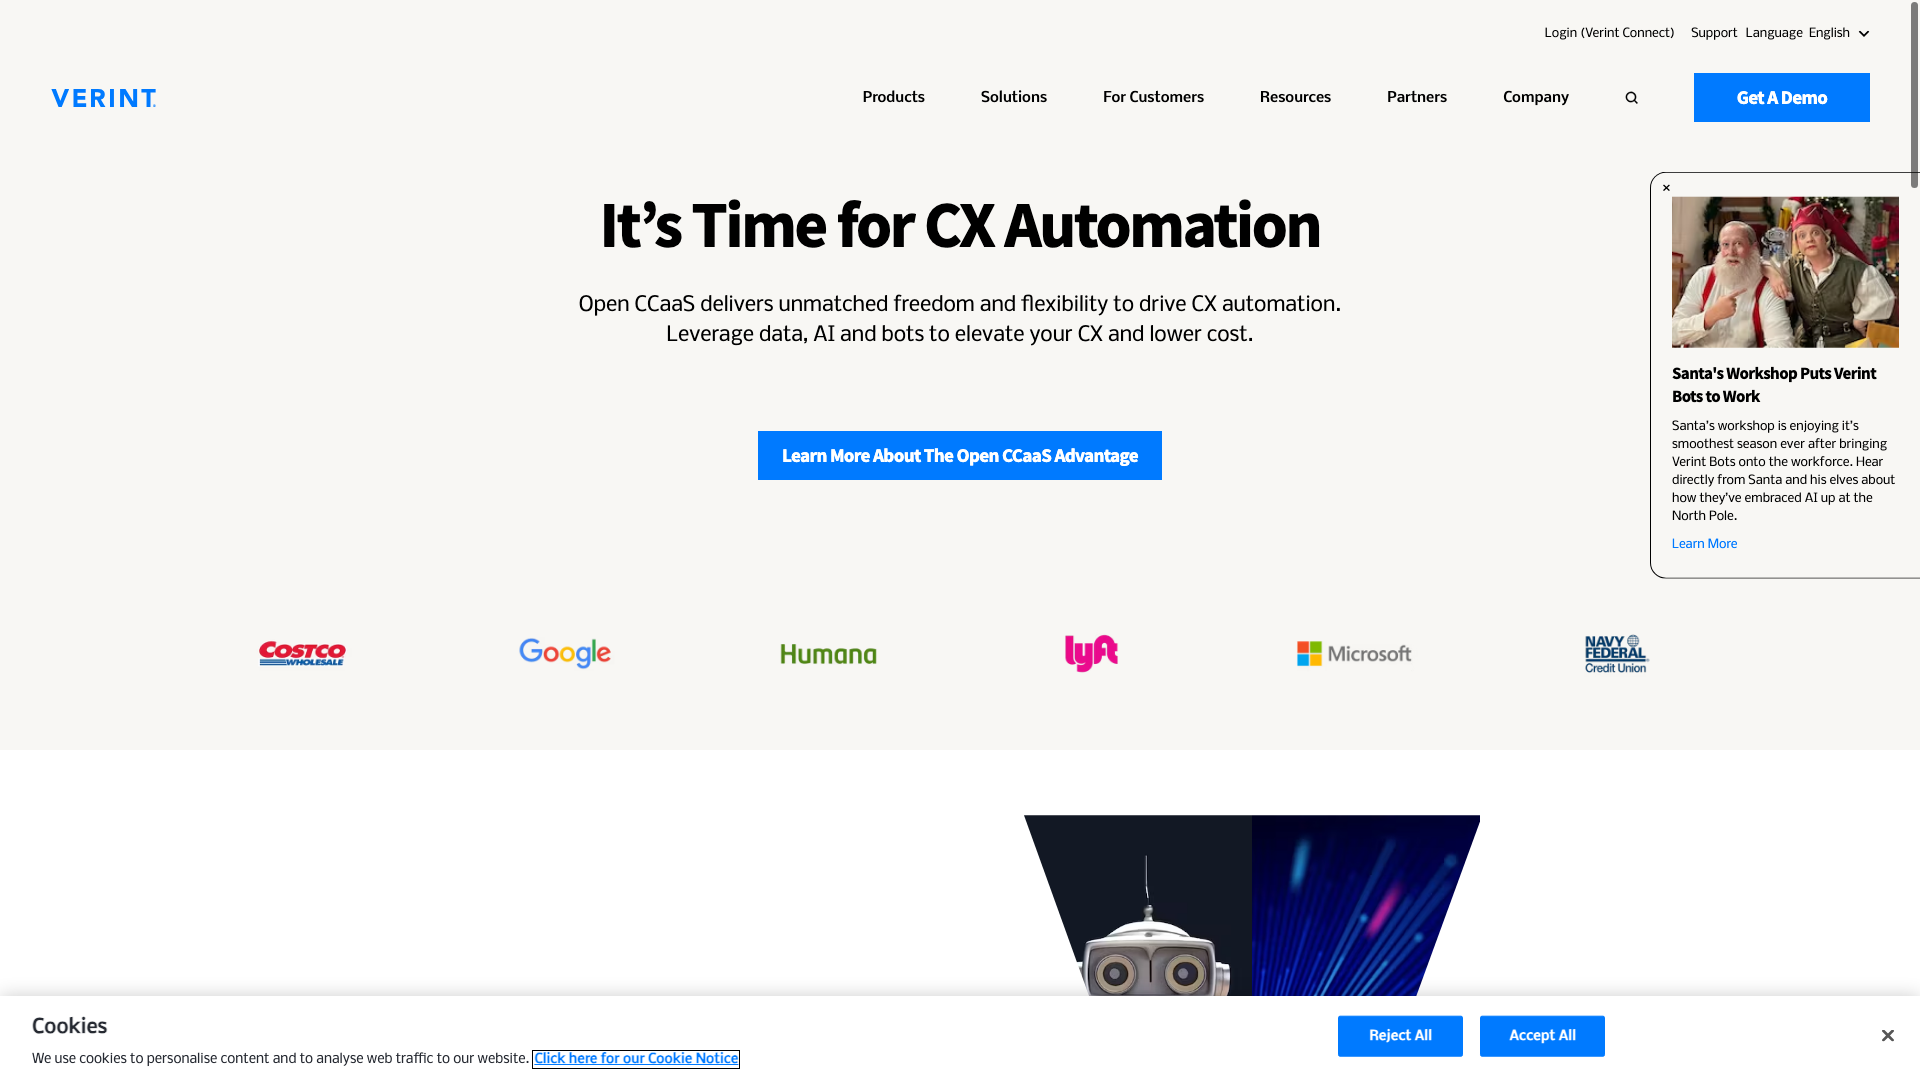 Login (Verint Connect) Support Language English
VERINT
Products Solutions For Customers Resources Partners Company Get A Demo
It’s Time for CX Automation
Open CCaaS delivers unmatched freedom and flexibility to drive CX automation.
Leverage data, AI and bots to elevate your CX and lower cost.
Learn More About The Open CCaaS Advantage
×
Santa's Workshop Puts Verint
Bots to Work
Santa's workshop is enjoying it's
smoothest season ever after bringing
Verint Bots onto the workforce. Hear
directly from Santa and his elves about
how they've embraced AI up at the
North Pole.
Learn More
COSTCO
WHOLESALE
Google
Humana
lyft
Microsoft
NAVY
FEDERAL
Credit Union
Cookies
We use cookies to personalise content and to analyse web traffic to our website. Click here for our Cookie Notice
Reject All
Accept All